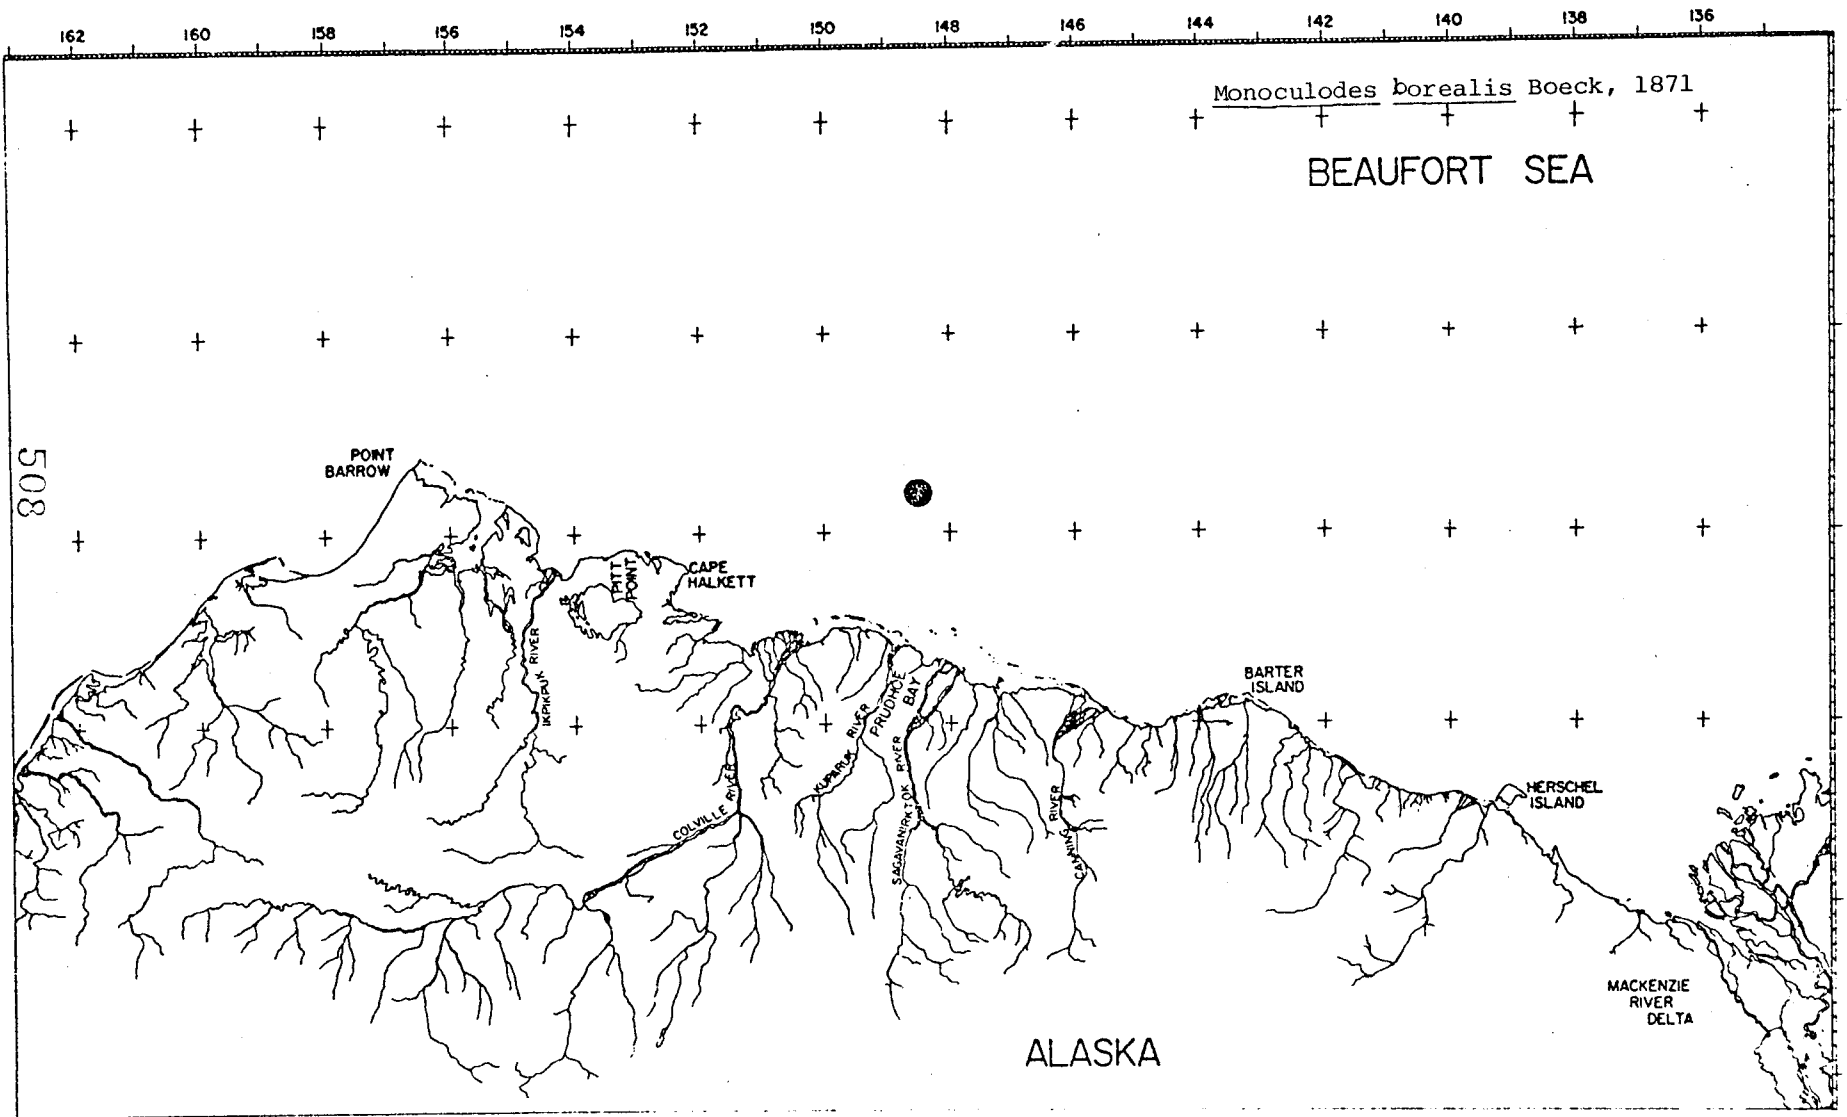 162 160 158 156 154 152 150 148 146 144 142 140 138 136
Monoculodes borealis Boeck, 1871
BEAUFORT SEA
508
POINT
BARROW
PITT
POINT
CAPE
HALKETT
IKPIKPUK RIVER
BARTER
ISLAND
PRUDHOE
BAY
KUPARUK RIVER
COLVILLE RIVER
SAGAVANIRKTOK RIVER
CANNING RIVER
HERSCHEL
ISLAND
MACKENZIE
RIVER
DELTA
ALASKA